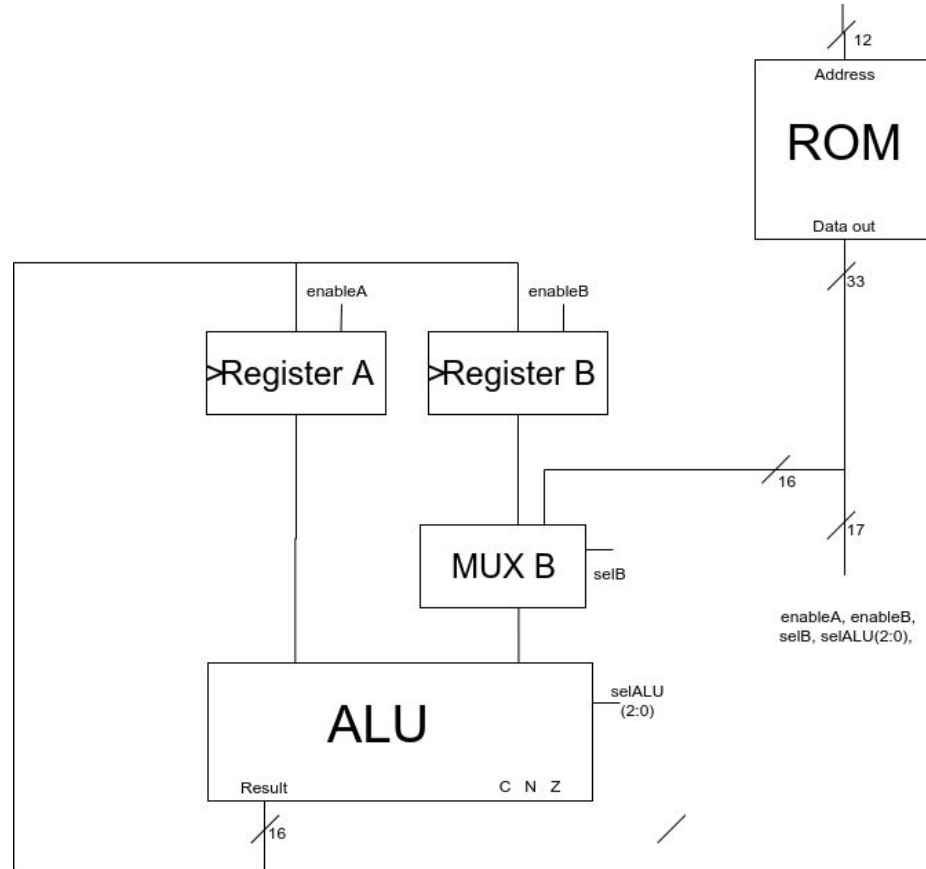 12
Address
ROM
Data out
33
enableA
enableB
>Register A
>Register B
16
17
MUX B
selB
enableA, enableB,
selB, selALU(2:0),
selALU
(2:0)
ALU
Result
C N Z
16